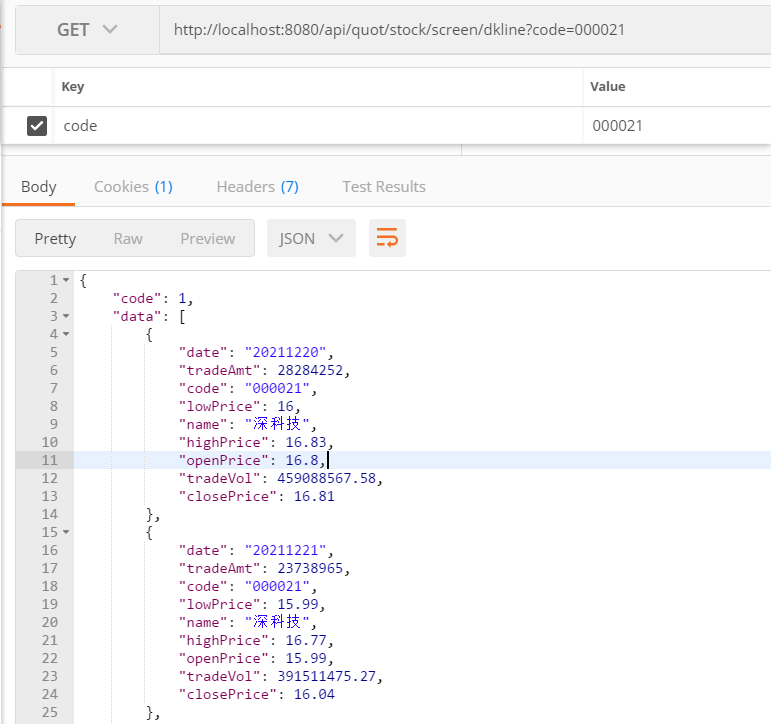 GET http://localhost:8080/api/quot/stock/screen/dkline?code=000021
Key Value
code 000021
Body Cookies (1) Headers (7) Test Results
Pretty Raw Preview JSON
1 {
2 "code": 1,
3 "data": [
4 {
5 "date": "20211220",
6 "tradeAmt": 28284252,
7 "code": "000021",
8 "lowPrice": 16,
9 "name": "深科技",
10 "highPrice": 16.83,
11 "openPrice": 16.8,
12 "tradeVol": 459088567.58,
13 "closePrice": 16.81
14 },
15 {
16 "date": "20211221",
17 "tradeAmt": 23738965,
18 "code": "000021",
19 "lowPrice": 15.99,
20 "name": "深科技",
21 "highPrice": 16.77,
22 "openPrice": 15.99,
23 "tradeVol": 391511475.27,
24 "closePrice": 16.04
25 },